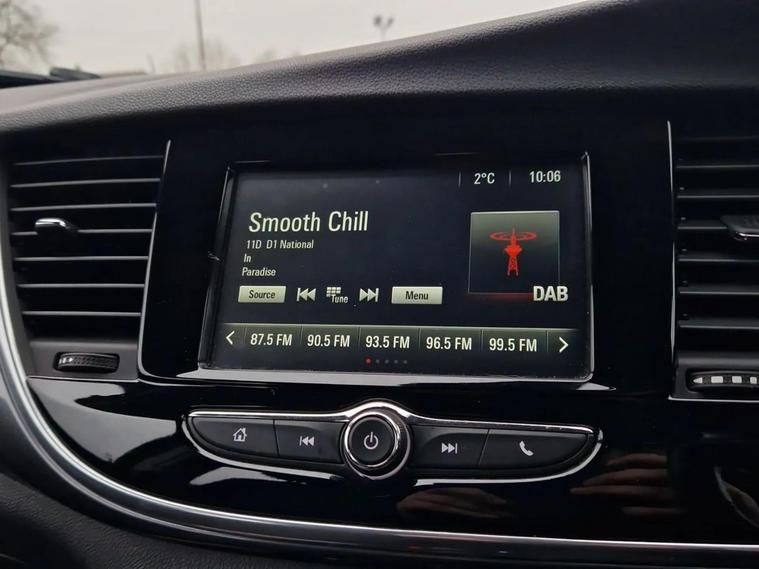 2°C 10:06
Smooth Chill
11D D1 National
In
Paradise
Source Tune Menu
DAB
87.5 FM 90.5 FM 93.5 FM 96.5 FM 99.5 FM